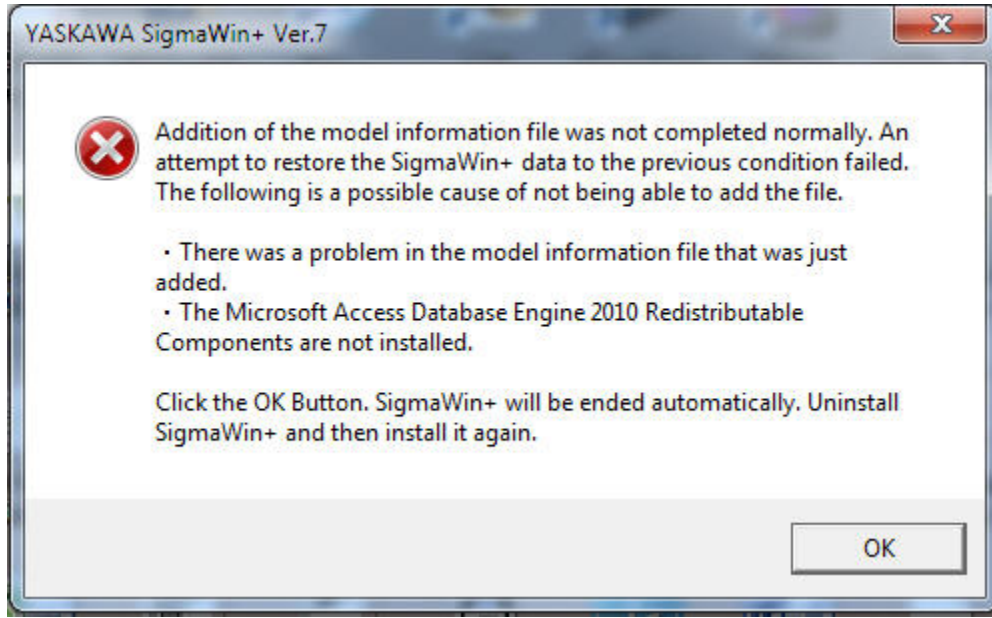 YASKAWA SigmaWin+ Ver.7
Addition of the model information file was not completed normally. An
attempt to restore the SigmaWin+ data to the previous condition failed.
The following is a possible cause of not being able to add the file.
・There was a problem in the model information file that was just
added.
・The Microsoft Access Database Engine 2010 Redistributable
Components are not installed.
Click the OK Button. SigmaWin+ will be ended automatically. Uninstall
SigmaWin+ and then install it again.
OK